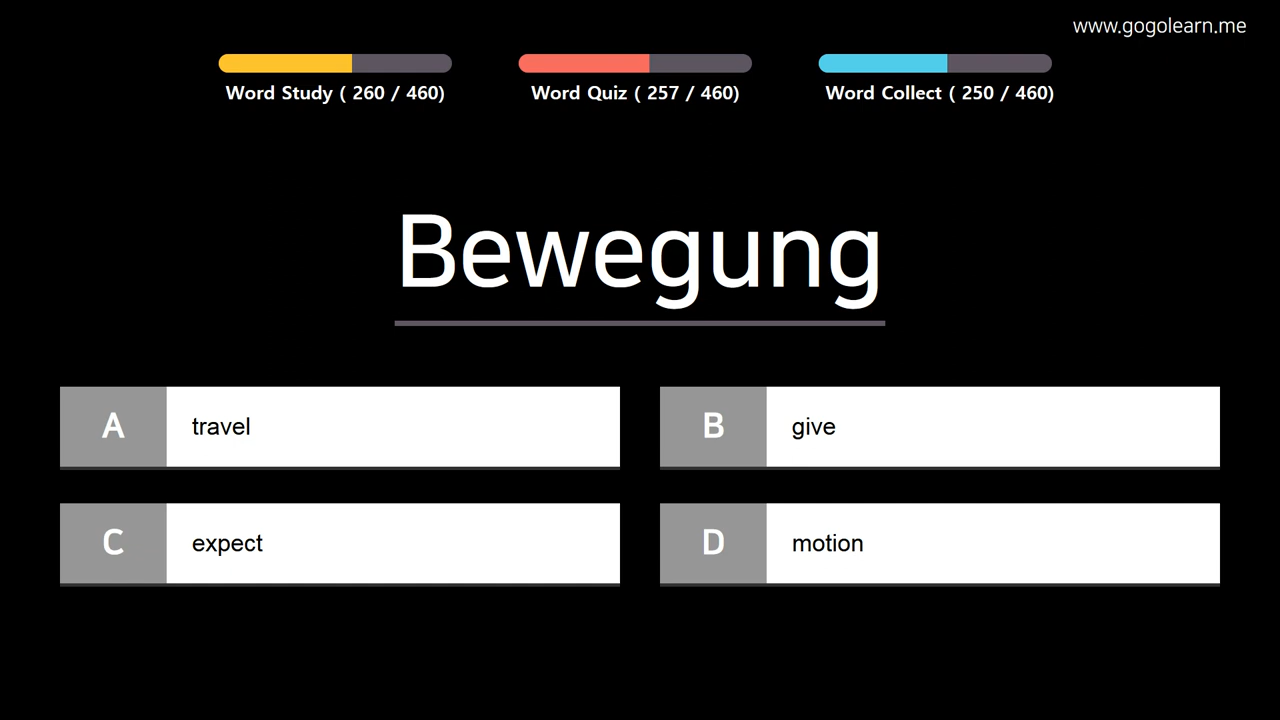 www.gogolearn.me
Word Study ( 260 / 460)
Word Quiz ( 257 / 460)
Word Collect ( 250 / 460)
Bewegung
A travel
B give
C expect
D motion